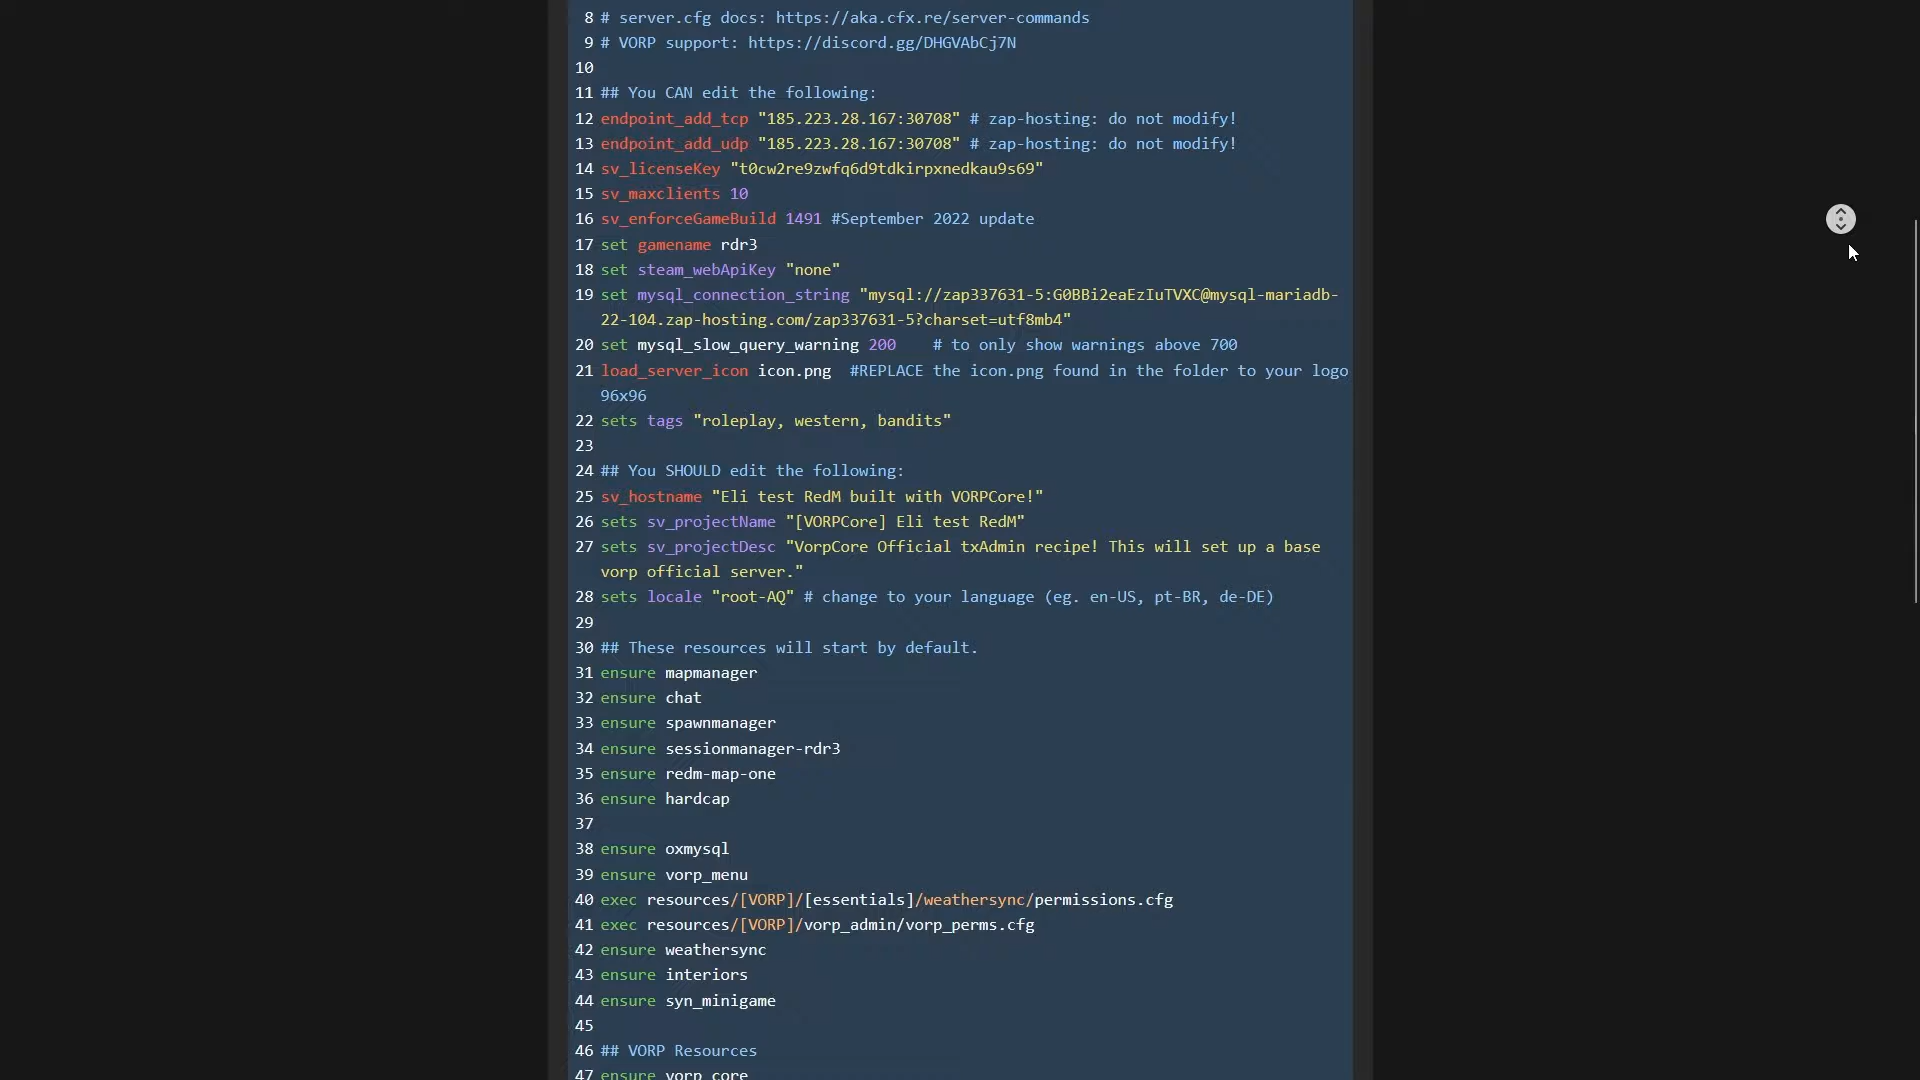 8 # server.cfg docs: https://aka.cfx.re/server-commands
9 # VORP support: https://discord.gg/DHGVAbCj7N
10
11 ## You CAN edit the following:
12 endpoint_add_tcp "185.223.28.167:30708" # zap-hosting: do not modify!
13 endpoint_add_udp "185.223.28.167:30708" # zap-hosting: do not modify!
14 sv_licenseKey "t0cw2re9zwfq6d9tdkirpxnedkau9s69"
15 sv_maxclients 10
16 sv_enforceGameBuild 1491 #September 2022 update
17 set gamename rdr3
18 set steam_webApiKey "none"
19 set mysql_connection_string "mysql://zap337631-5:G0BBi2eaEzIuTVXC@mysql-mariadb-
22-104.zap-hosting.com/zap337631-5?charset=utf8mb4"
20 set mysql_slow_query_warning 200    # to only show warnings above 700
21 load_server_icon icon.png  #REPLACE the icon.png found in the folder to your logo
96x96
22 sets tags "roleplay, western, bandits"
23
24 ## You SHOULD edit the following:
25 sv_hostname "Eli test RedM built with VORPCore!"
26 sets sv_projectName "[VORPCore] Eli test RedM"
27 sets sv_projectDesc "VorpCore Official txAdmin recipe! This will set up a base
vorp official server."
28 sets locale "root-AQ" # change to your language (eg. en-US, pt-BR, de-DE)
29
30 ## These resources will start by default.
31 ensure mapmanager
32 ensure chat
33 ensure spawnmanager
34 ensure sessionmanager-rdr3
35 ensure redm-map-one
36 ensure hardcap
37
38 ensure oxmysql
39 ensure vorp_menu
40 exec resources/[VORP]/[essentials]/weathersync/permissions.cfg
41 exec resources/[VORP]/vorp_admin/vorp_perms.cfg
42 ensure weathersync
43 ensure interiors
44 ensure syn_minigame
45
46 ## VORP Resources
47 ensure vorp_core